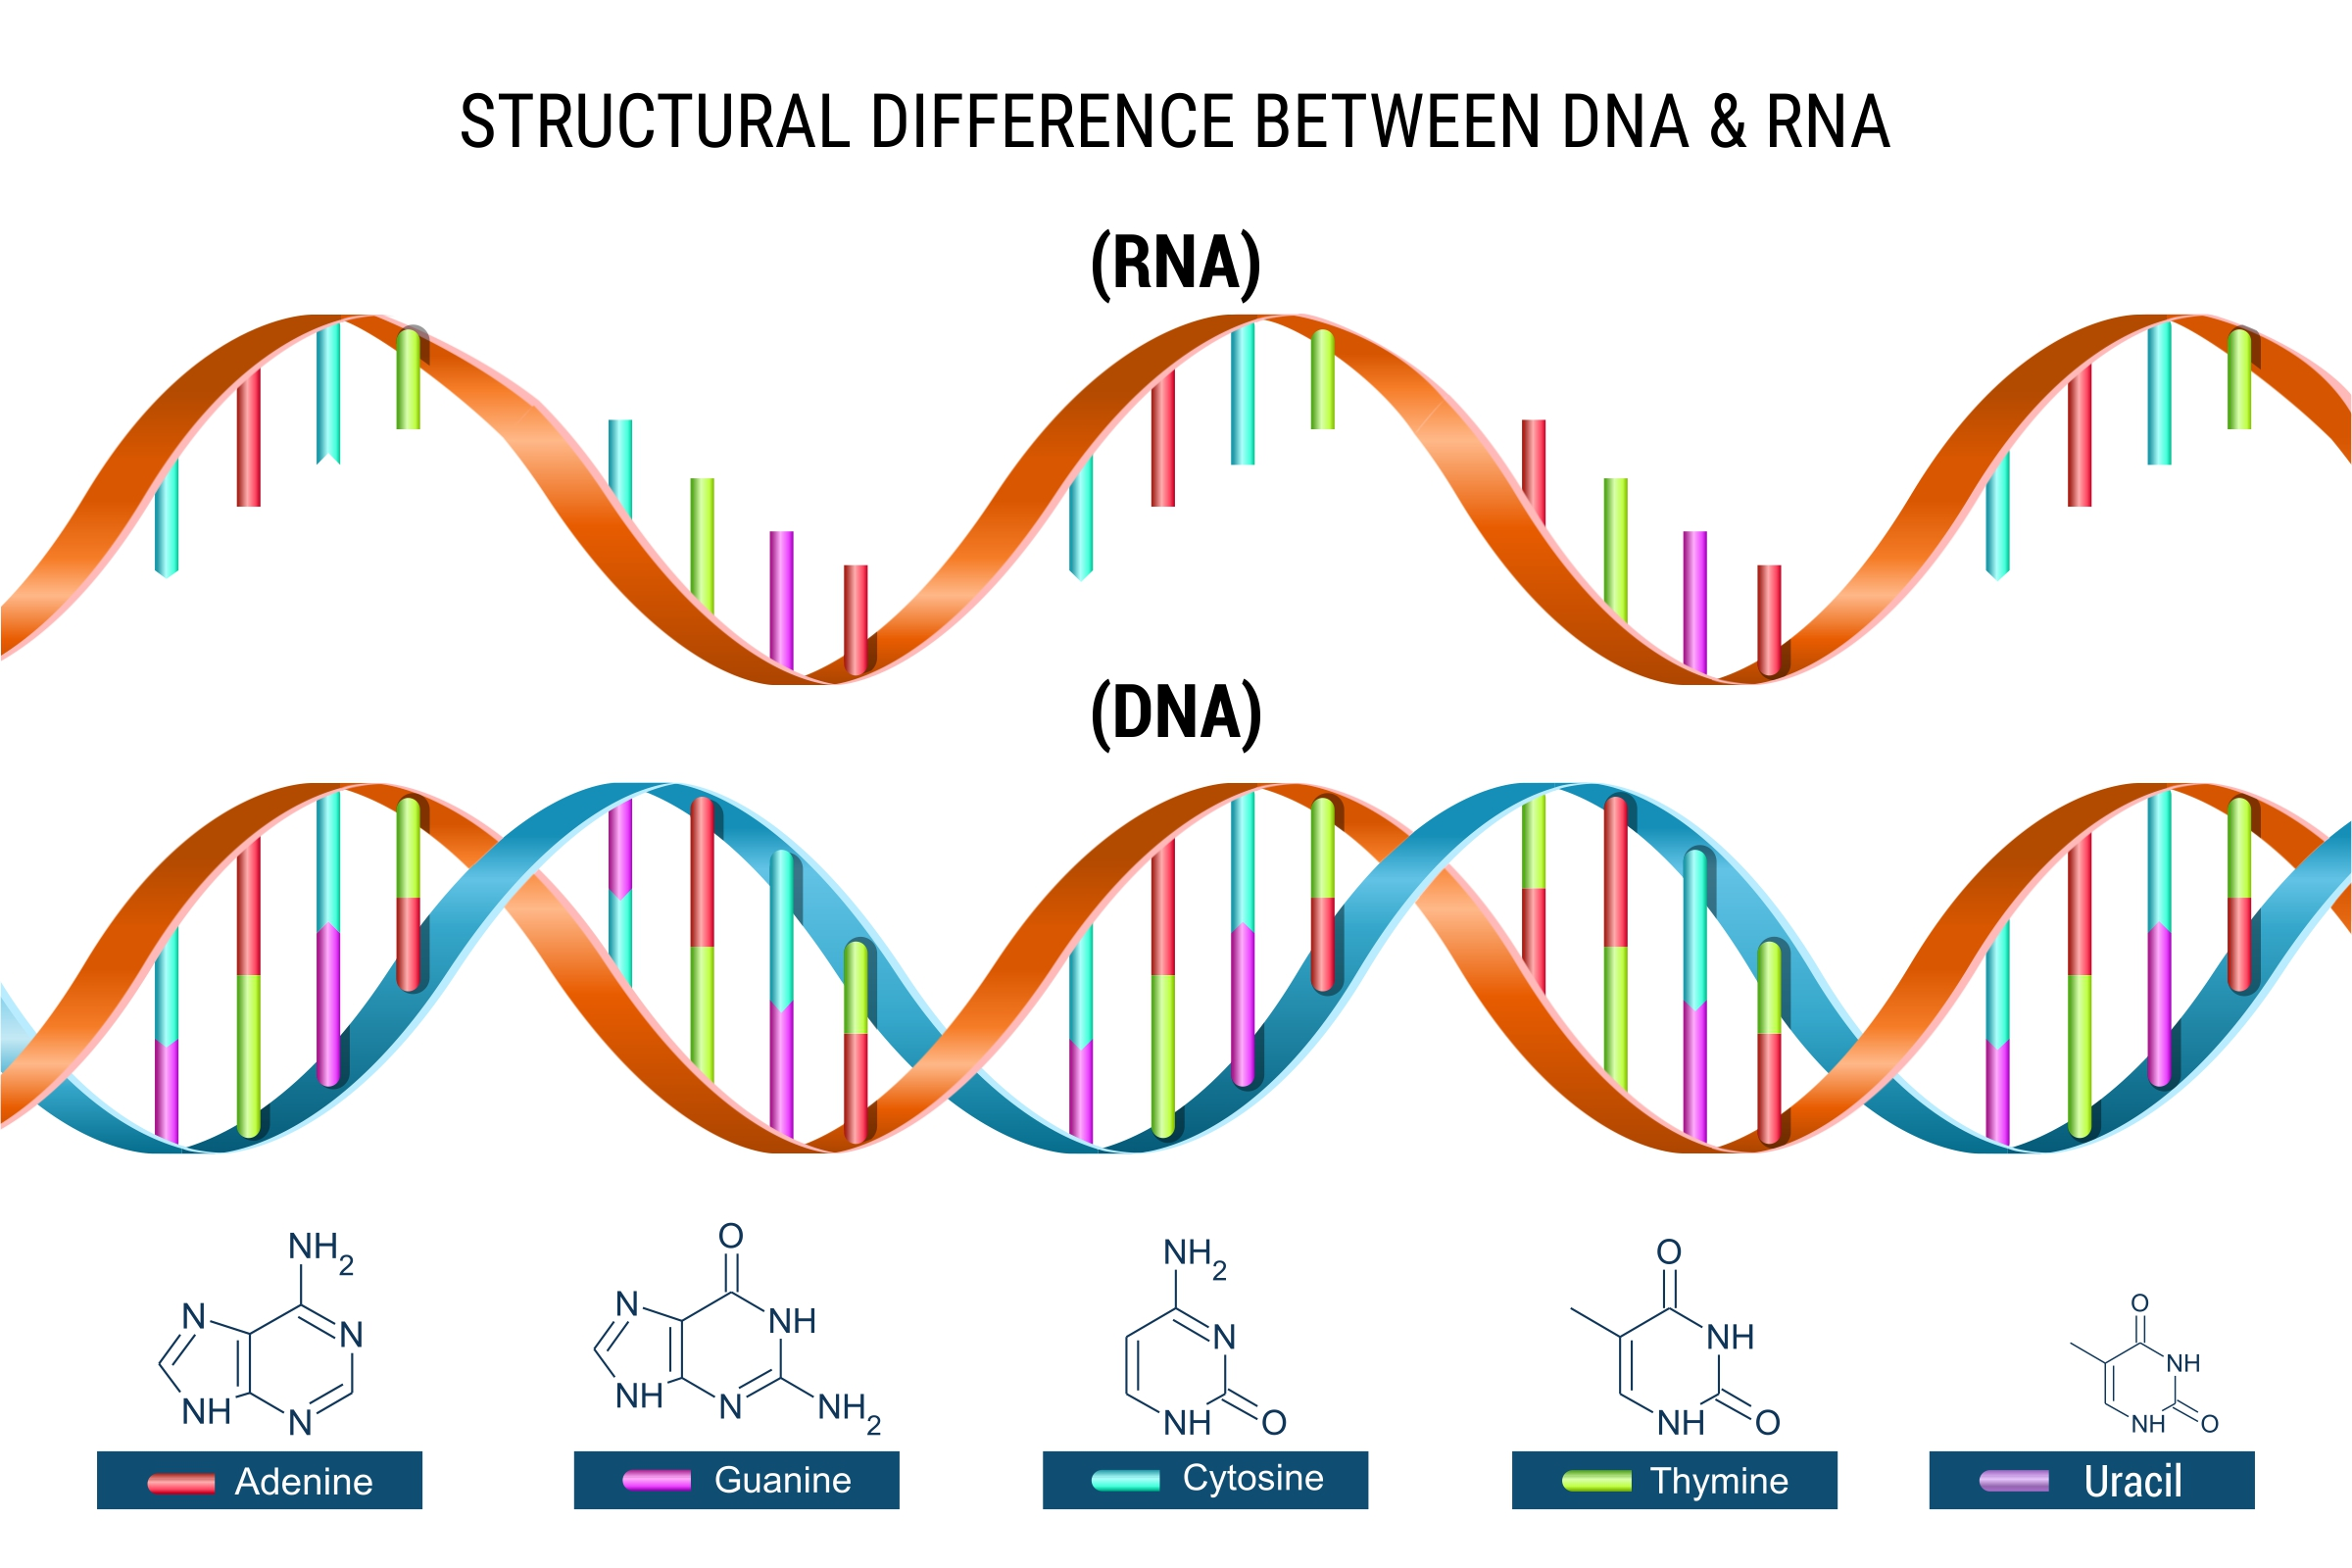 STRUCTURAL DIFFERENCE BETWEEN DNA & RNA
(RNA)
(DNA)
NH2
N
N
NH
N
O
N
NH
NH
N
NH2
NH2
N
NH
O
O
NH
NH
O
O
NH
NH
O
Adenine
Guanine
Cytosine
Thymine
Uracil